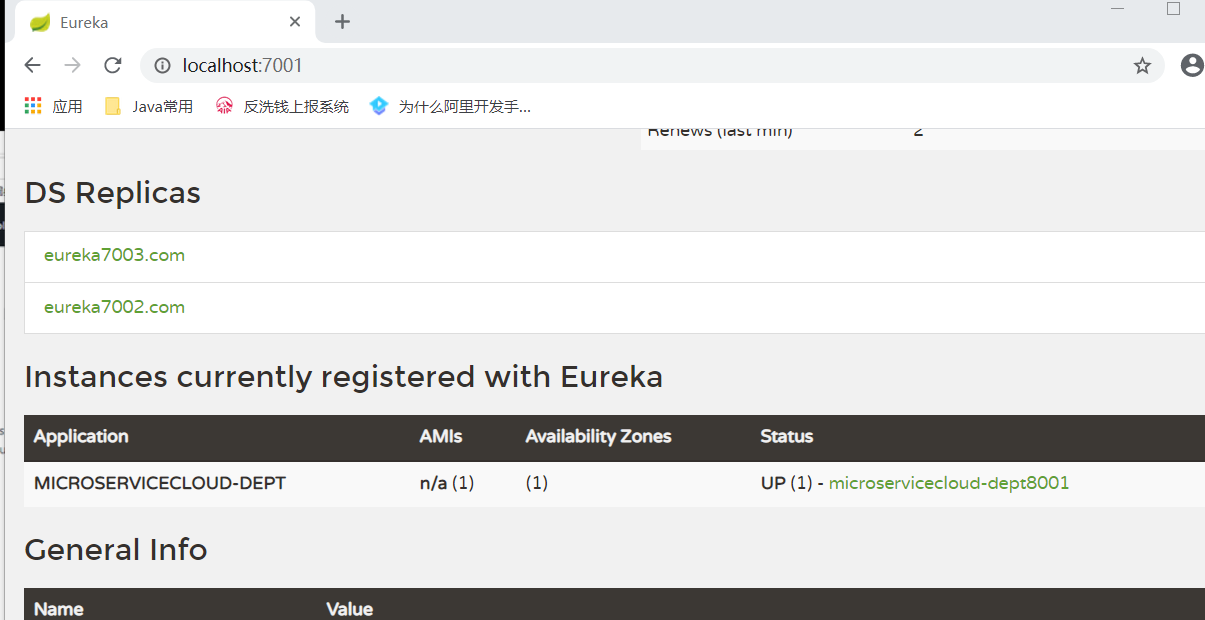 Eureka
localhost:7001
应用 Java常用 反洗钱上报系统 为什么阿里开发手...
Renews (last min) 2
DS Replicas
eureka7003.com
eureka7002.com
Instances currently registered with Eureka
Application AMIs Availability Zones Status
MICROSERVICECLOUD-DEPT n/a (1) (1) UP (1) - microservicecloud-dept8001
General Info
Name Value